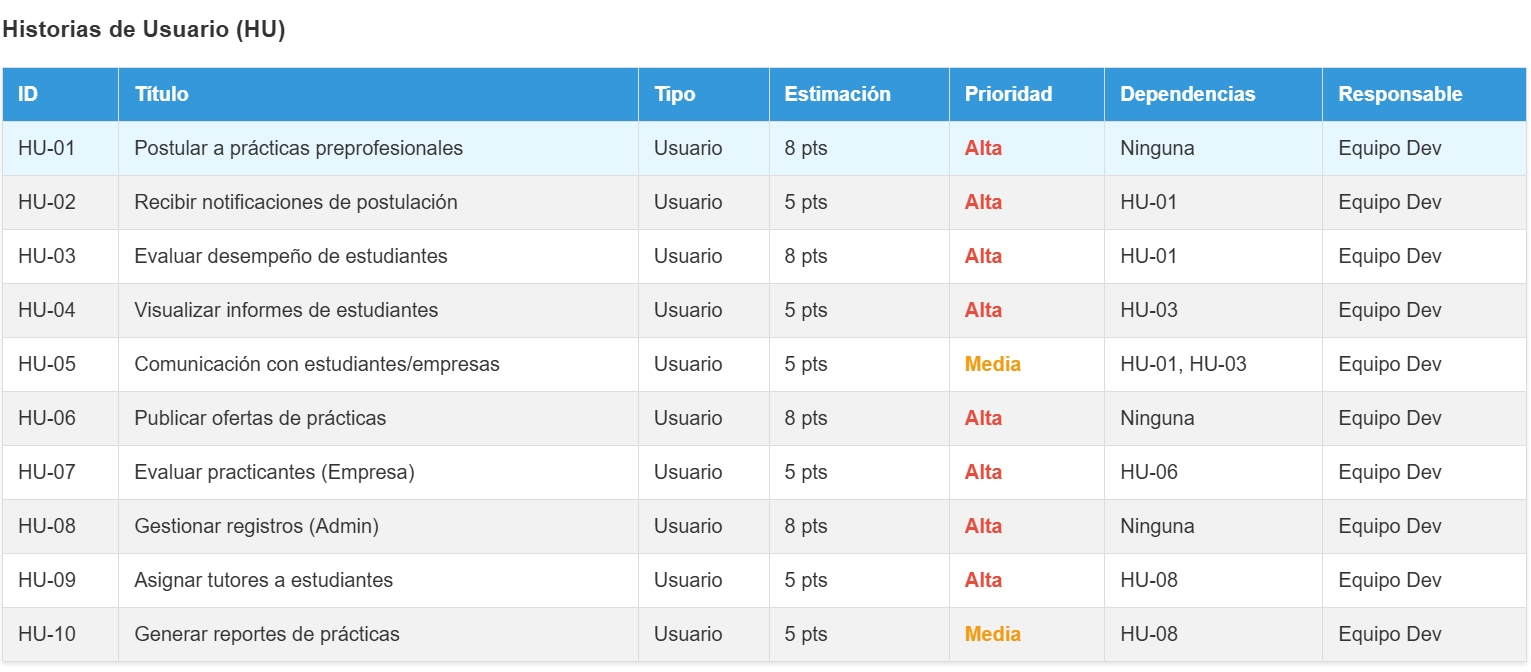 Historias de Usuario (HU)
ID Título Tipo Estimación Prioridad Dependencias Responsable
HU-01 Postular a prácticas preprofesionales Usuario 8 pts Alta Ninguna Equipo Dev
HU-02 Recibir notificaciones de postulación Usuario 5 pts Alta HU-01 Equipo Dev
HU-03 Evaluar desempeño de estudiantes Usuario 8 pts Alta HU-01 Equipo Dev
HU-04 Visualizar informes de estudiantes Usuario 5 pts Alta HU-03 Equipo Dev
HU-05 Comunicación con estudiantes/empresas Usuario 5 pts Media HU-01, HU-03 Equipo Dev
HU-06 Publicar ofertas de prácticas Usuario 8 pts Alta Ninguna Equipo Dev
HU-07 Evaluar practicantes (Empresa) Usuario 5 pts Alta HU-06 Equipo Dev
HU-08 Gestionar registros (Admin) Usuario 8 pts Alta Ninguna Equipo Dev
HU-09 Asignar tutores a estudiantes Usuario 5 pts Alta HU-08 Equipo Dev
HU-10 Generar reportes de prácticas Usuario 5 pts Media HU-08 Equipo Dev